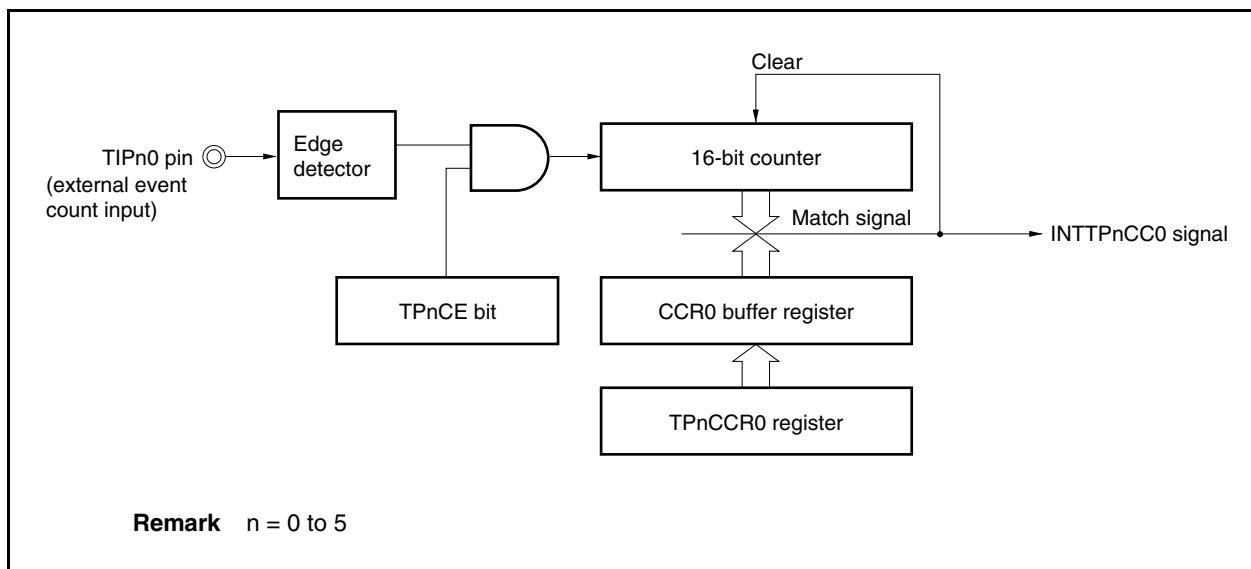 Clear
TIPn0 pin
(external event
count input)
Edge
detector
16-bit counter
Match signal
INTTPnCC0 signal
TPnCE bit
CCR0 buffer register
TPnCCR0 register
Remark n = 0 to 5